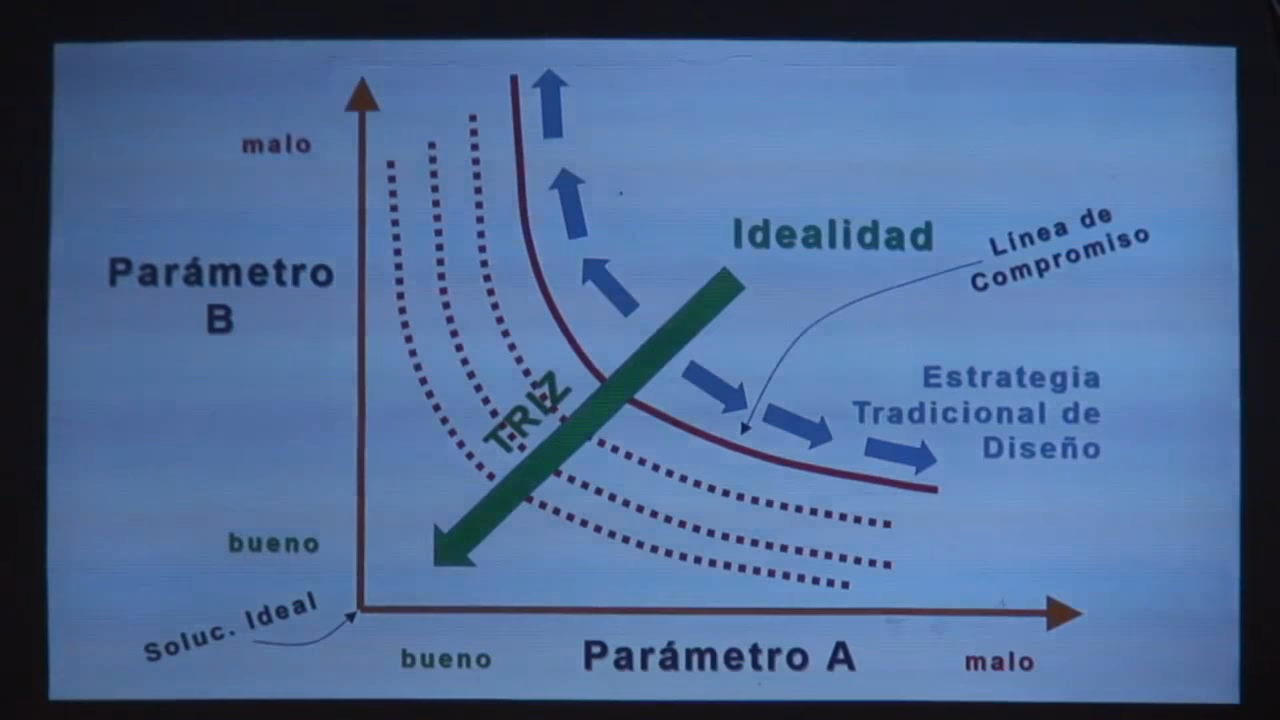 malo
Parámetro
B
bueno
Soluc. Ideal
TRIZ
Idealidad
Línea de
Compromiso
Estrategia
Tradicional de
Diseño
bueno
Parámetro A
malo